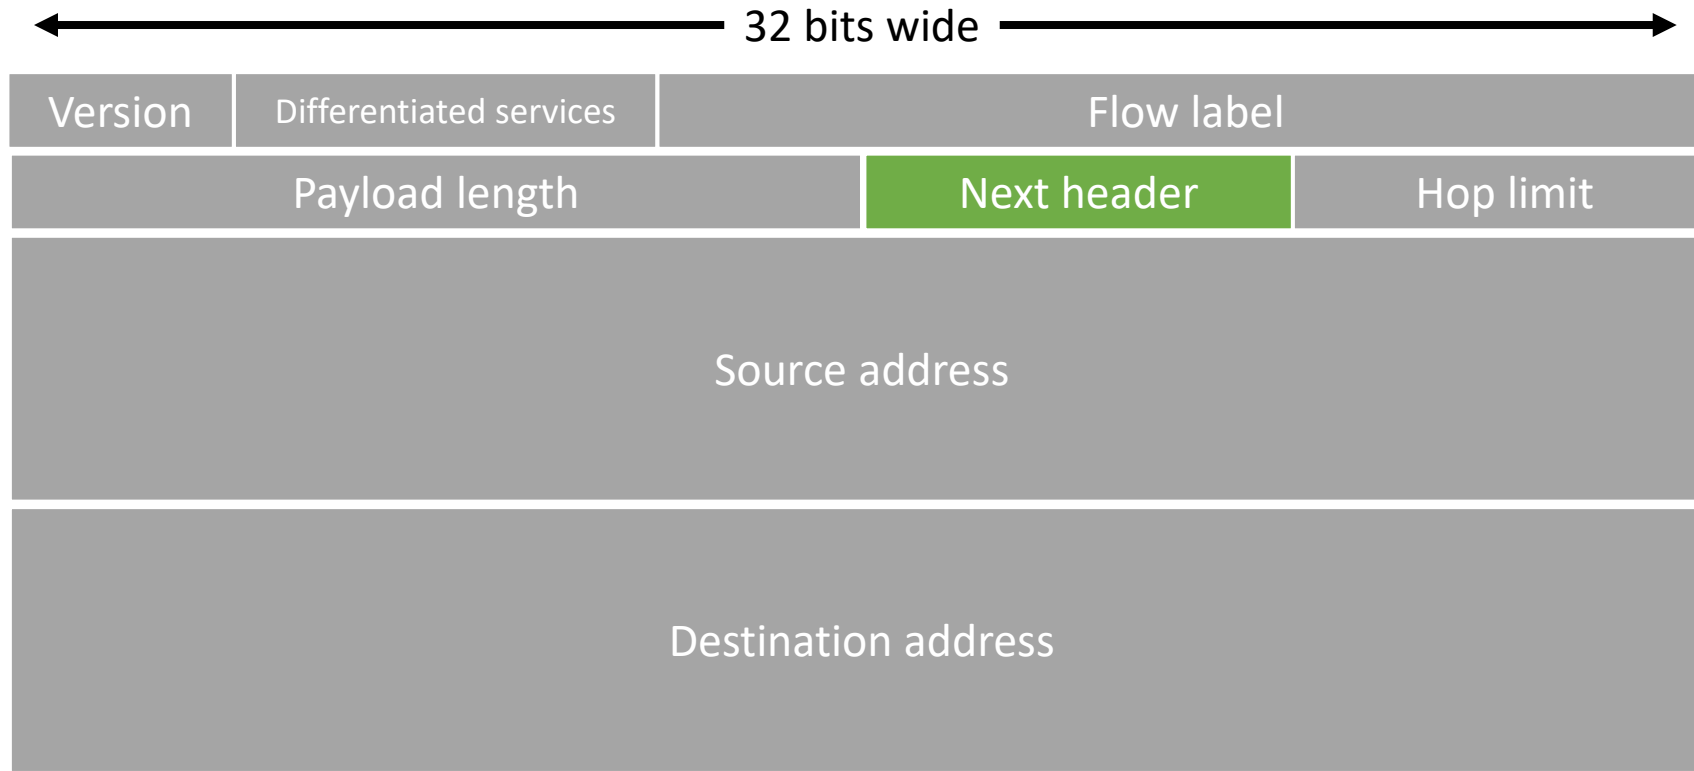 32 bits wide
Version Differentiated services Flow label
Payload length Next header Hop limit
Source address
Destination address